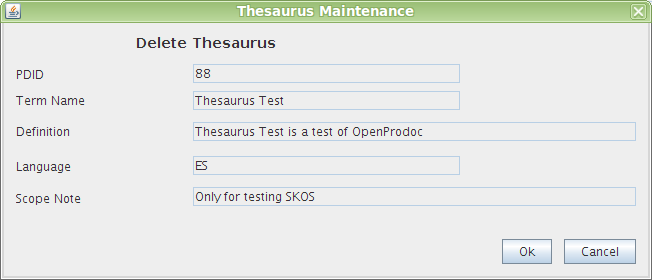 Thesaurus Maintenance
Delete Thesaurus
PDID 88
Term Name Thesaurus Test
Definition Thesaurus Test is a test of OpenProdoc
Language ES
Scope Note Only for testing SKOS
Ok Cancel